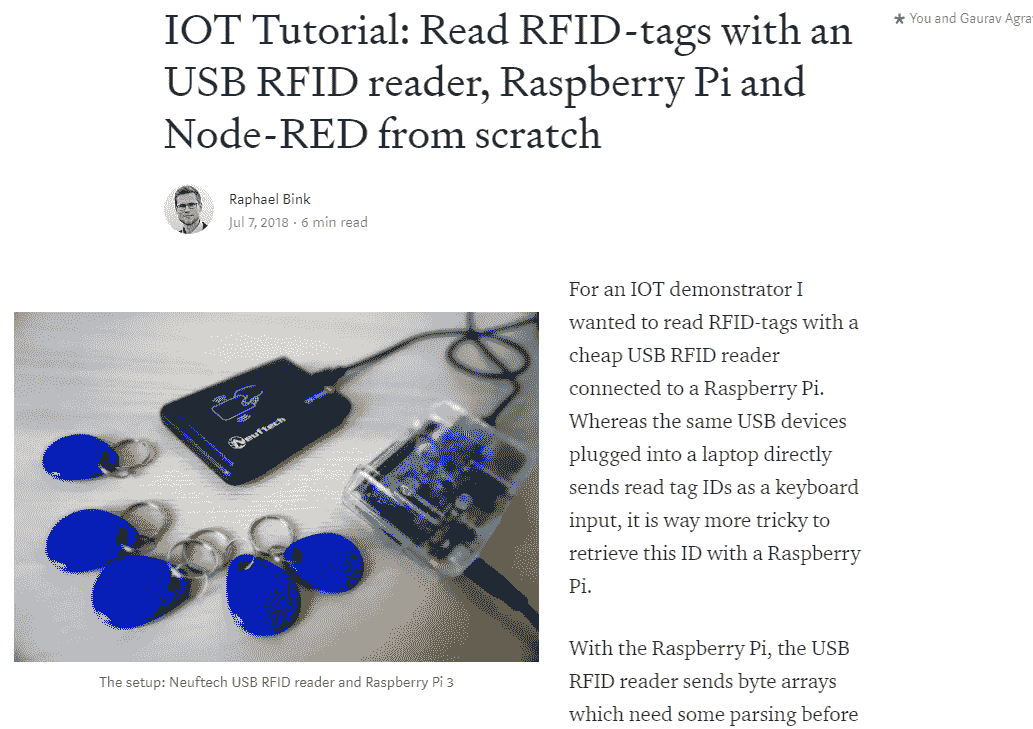 IOT Tutorial: Read RFID-tags with an
USB RFID reader, Raspberry Pi and
Node-RED from scratch
You and Gaurav Agra
Raphael Bink
Jul 7, 2018 · 6 min read
Neuftech
The setup: Neuftech USB RFID reader and Raspberry Pi 3
For an IOT demonstrator I
wanted to read RFID-tags with a
cheap USB RFID reader
connected to a Raspberry Pi.
Whereas the same USB devices
plugged into a laptop directly
sends read tag IDs as a keyboard
input, it is way more tricky to
retrieve this ID with a Raspberry
Pi.
With the Raspberry Pi, the USB
RFID reader sends byte arrays
which need some parsing before